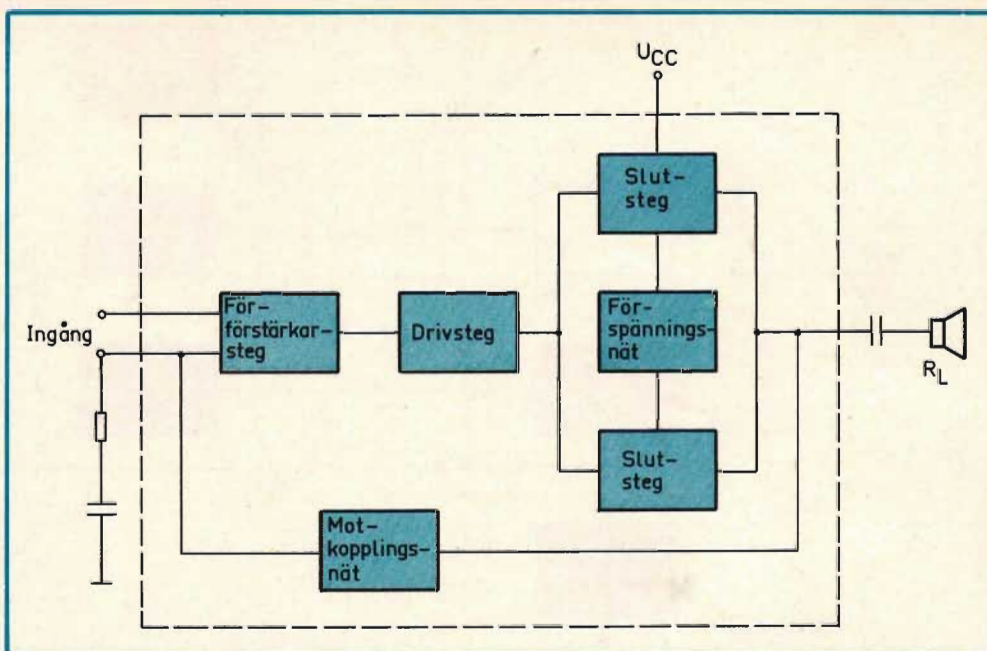 U_CC
Slut-
steg
Ingång
För-
förstärkar-
steg
Drivsteg
För-
spännings-
nät
R_L
Slut-
steg
Mot-
kopplings-
nät